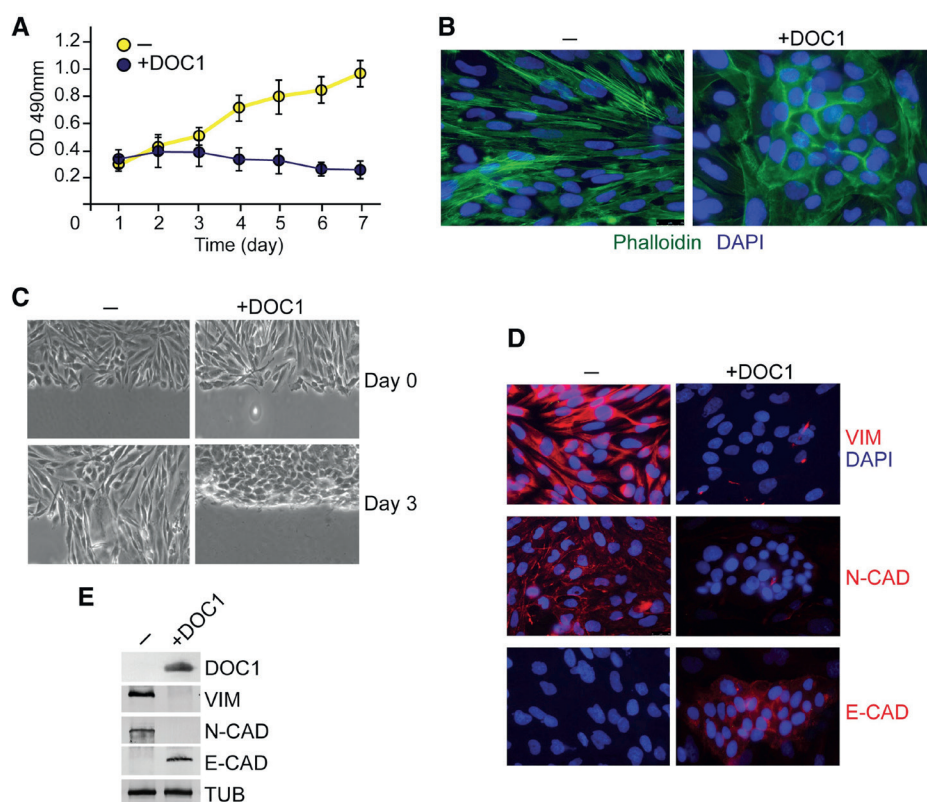 A
1.2
1.0
0.8
0.6
0.4
0.2
0
OD 490mm
—
+DOC1
1 2 3 4 5 6 7
Time (day)
B
— +DOC1
Phalloidin DAPI
C
— +DOC1
Day 0
Day 3
D
— +DOC1
VIM
DAPI
N-CAD
E-CAD
E
— +DOC1
DOC1
VIM
N-CAD
E-CAD
TUB